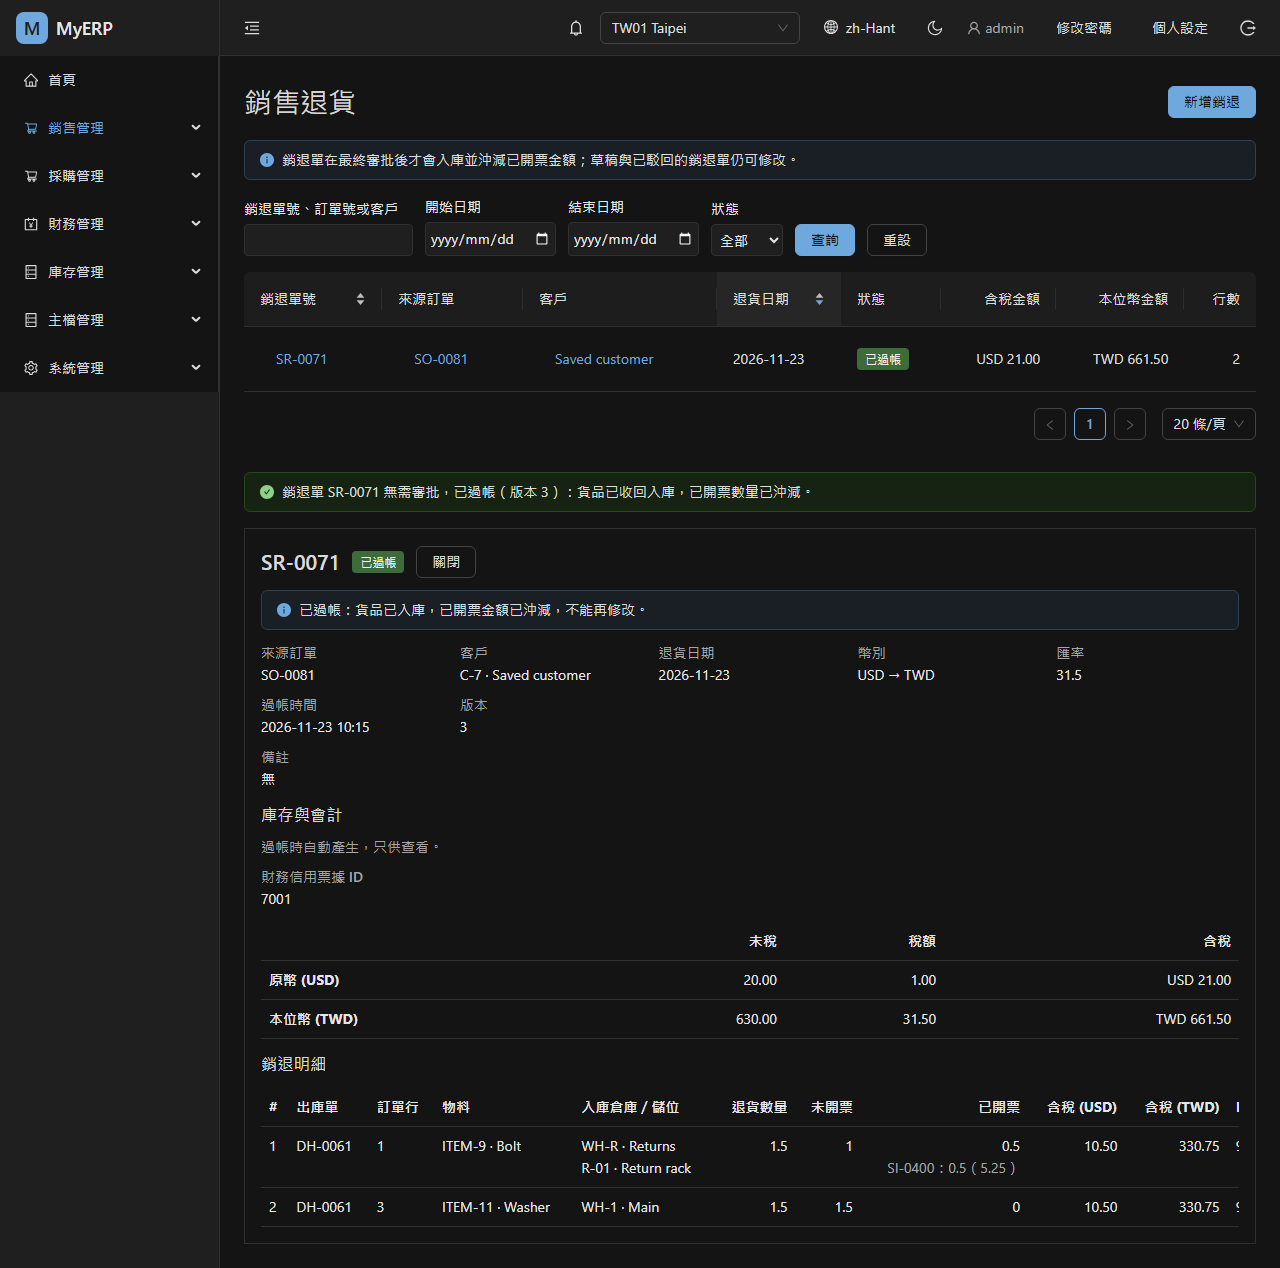 M MyERP
TW01 Taipei
zh-Hant
admin
修改密碼
個人設定
首頁
銷售管理
採購管理
財務管理
庫存管理
主檔管理
系統管理
銷售退貨
新增銷退
銷退單在最終審批後才會入庫並沖減已開票金額；草稿與已駁回的銷退單仍可修改。
銷退單號、訂單號或客戶
開始日期
結束日期
狀態
yyyy/mm/dd
yyyy/mm/dd
全部
查詢
重設
銷退單號 來源訂單 客戶 退貨日期 狀態 含稅金額 本位幣金額 行數
SR-0071 SO-0081 Saved customer 2026-11-23 已過帳 USD 21.00 TWD 661.50 2
< 1 > 20 條/頁
銷退單 SR-0071 無需審批，已過帳（版本 3）：貨品已收回入庫，已開票數量已沖減。
SR-0071 已過帳 關閉
已過帳：貨品已入庫，已開票金額已沖減，不能再修改。
來源訂單 客戶 退貨日期 幣別 匯率
SO-0081 C-7 · Saved customer 2026-11-23 USD → TWD 31.5
過帳時間 版本
2026-11-23 10:15 3
備註
無
庫存與會計
過帳時自動產生，只供查看。
財務信用票據 ID
7001
未稅 稅額 含稅
原幣 (USD) 20.00 1.00 USD 21.00
本位幣 (TWD) 630.00 31.50 TWD 661.50
銷退明細
# 出庫單 訂單行 物料 入庫倉庫 / 儲位 退貨數量 未開票 已開票 含稅 (USD) 含稅 (TWD)
1 DH-0061 1 ITEM-9 · Bolt WH-R · Returns 1.5 1 0.5 10.50 330.75
R-01 · Return rack SI-0400：0.5（5.25）
2 DH-0061 3 ITEM-11 · Washer WH-1 · Main 1.5 1.5 0 10.50 330.75